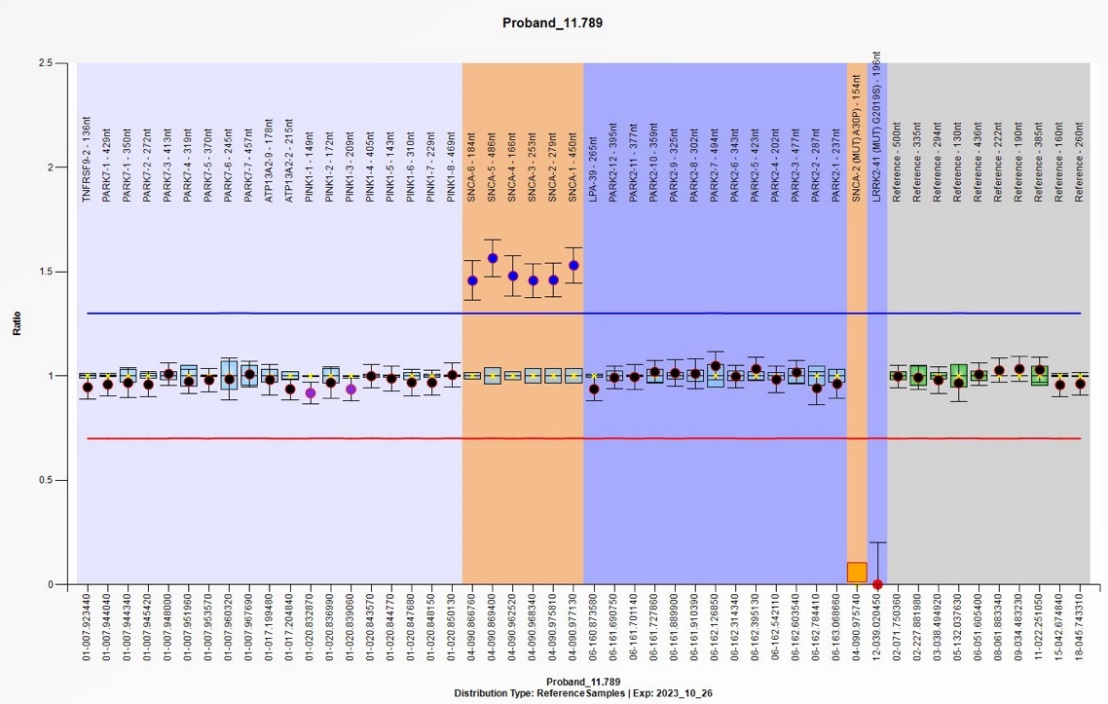 Proband_11.789
Ratio
2.5
2
1.5
1
0.5
0
TNFRSF9-2 - 136nt
PARK7-1 - 429nt
PARK7-1 - 350nt
PARK7-2 - 272nt
PARK7-3 - 413nt
PARK7-4 - 319nt
PARK7-5 - 370nt
PARK7-6 - 245nt
PARK7-7 - 457nt
ATP13A2-9 - 178nt
ATP13A2-2 - 215nt
PINK1-1 - 149nt
PINK1-2 - 172nt
PINK1-3 - 209nt
PINK1-4 - 405nt
PINK1-5 - 143nt
PINK1-6 - 310nt
PINK1-7 - 229nt
PINK1-8 - 469nt
SNCA-6 - 184nt
SNCA-5 - 486nt
SNCA-4 - 166nt
SNCA-3 - 253nt
SNCA-2 - 279nt
SNCA-1 - 450nt
LPA-39 - 265nt
PARK2-12 - 395nt
PARK2-11 - 377nt
PARK2-10 - 359nt
PARK2-9 - 325nt
PARK2-8 - 302nt
PARK2-7 - 494nt
PARK2-6 - 343nt
PARK2-5 - 423nt
PARK2-4 - 202nt
PARK2-3 - 477nt
PARK2-2 - 287nt
PARK2-1 - 237nt
SNCA-2 (MUT) A30P) - 154nt
LRRK2-41 (MUT) G2019S) - 196nt
Reference - 500nt
Reference - 335nt
Reference - 294nt
Reference - 130nt
Reference - 436nt
Reference - 222nt
Reference - 190nt
Reference - 385nt
Reference - 160nt
Reference - 260nt
01-007.923440
01-007.944040
01-007.944340
01-007.945420
01-007.948000
01-007.951960
01-007.953570
01-007.960320
01-007.967690
01-017.199480
01-017.204840
01-020.832870
01-020.836990
01-020.839060
01-020.843570
01-020.844770
01-020.847680
01-020.848150
01-020.850130
04-090.866760
04-090.869400
04-090.962520
04-090.968340
04-090.975810
04-090.977130
06-160.873580
06-161.690750
06-161.701140
06-161.727860
06-161.889900
06-161.910390
06-162.126850
06-162.314340
06-162.395130
06-162.542110
06-162.603540
06-162.784410
06-163.068660
04-090.975740
12-039.020450
02-071.750380
02-227.881980
03-038.494920
05-132.037630
06-051.605400
08-061.883340
09-034.483230
11-022.251050
15-042.674840
18-045.743310
Proband_11.789
Distribution Type: ReferenceSamples | Exp: 2023_10_26